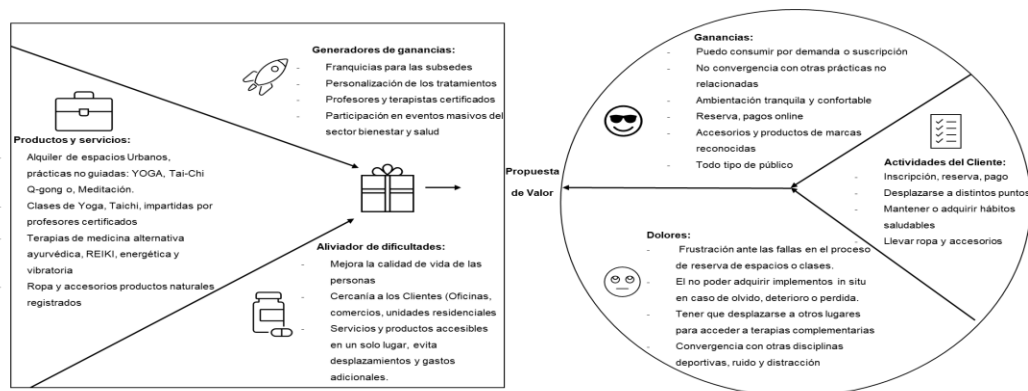 Generadores de ganancias:
- Franquicias para las subsedes
- Personalización de los tratamientos
- Profesores y terapistas certificados
- Participación en eventos masivos del
sector bienestar y salud
Productos y servicios:
- Alquiler de espacios Urbanos,
prácticas no guiadas: YOGA, Tai-Chi
Q-gong o, Meditación.
- Clases de Yoga, Taichi, impartidas por
profesores certificados
- Terapias de medicina alternativa
ayurvédica, REIKI, energética y
vibratoria
- Ropa y accesorios productos naturales
registrados
Aliviador de dificultades:
- Mejora la calidad de vida de las
personas
- Cercanía a los Clientes (Oficinas,
comercios, unidades residenciales
- Servicios y productos accesibles
en un solo lugar, evita
desplazamientos y gastos
adicionales.
Propuesta
de Valor
Ganancias:
- Puedo consumir por demanda o suscripción
- No convergencia con otras prácticas no
relacionadas
- Ambientación tranquila y confortable
- Reserva, pagos online
- Accesorios y productos de marcas
reconocidas
- Todo tipo de público
Actividades del Cliente:
- Inscripción, reserva, pago
- Desplazarse a distintos puntos
- Mantener o adquirir hábitos
saludables
- Llevar ropa y accesorios
Dolores:
- Frustración ante las fallas en el proceso
de reserva de espacios o clases.
- El no poder adquirir implementos in situ
en caso de olvido, deterioro o perdida.
- Tener que desplazarse a otros lugares
para acceder a terapias complementarias
- Convergencia con otras disciplinas
deportivas, ruido y distracción